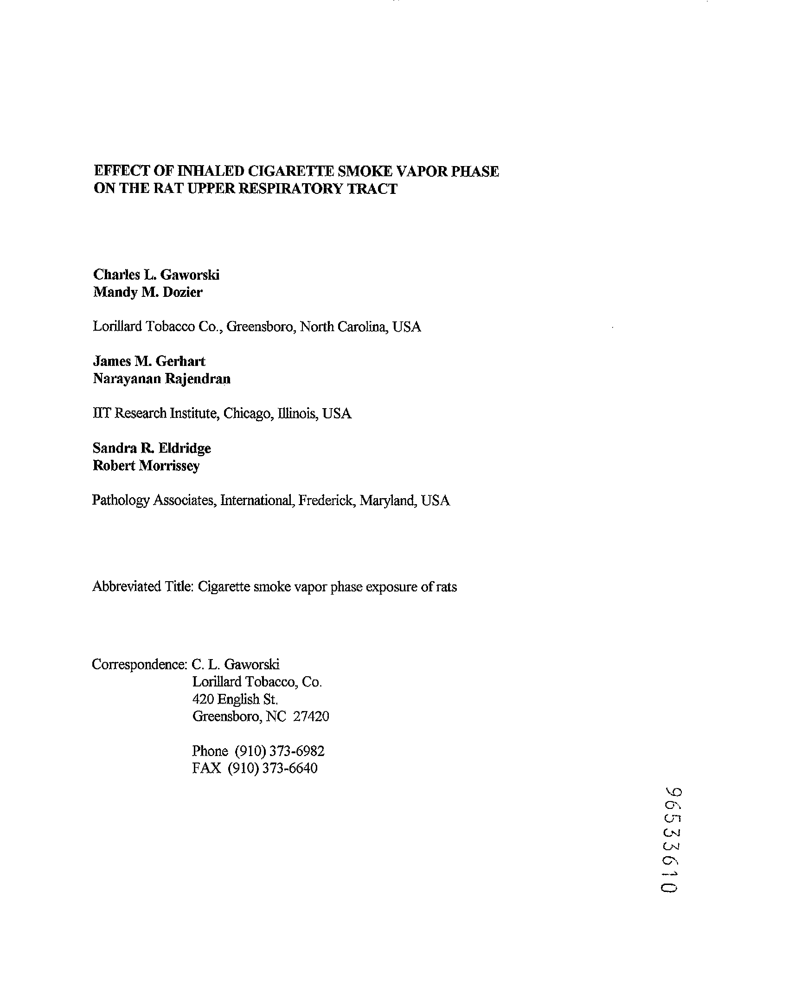 EFFECT OF INHALED CIGARETTE SMOKE VAPOR PHASE
ON THE RAT UPPER RESPIRATORY TRACT
Charles L. Gaworski
Mandy M. Dozier
Lorillard Tobacco Co., Greensboro, North Carolina, USA
James M. Gerhart
Narayanan Rajendran
IIT Research Institute, Chicago, Illinois, USA
Sandra R. Eldridge
Robert Morrissey
Pathology Associates, International, Frederick, Maryland, USA
Abbreviated Title: Cigarette smoke vapor phase exposure of rats
Correspondence: C. L. Gaworski
Lorillard Tobacco, Co.
420 English St.
Greensboro, NC 27420
Phone (910) 373-6982
FAX (910) 373-6640
96533610